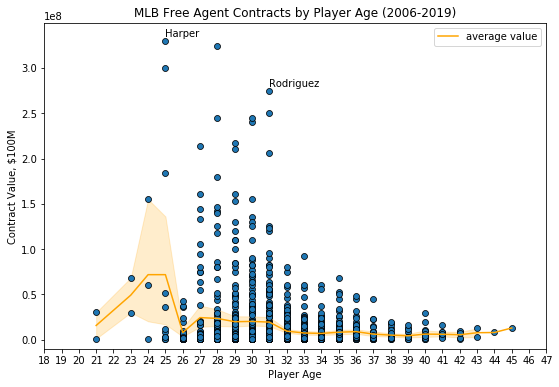 MLB Free Agent Contracts by Player Age (2006-2019)
1e8
Harper
average value
3.0
Rodriguez
2.5
2.0
1.5
1.0
0.5
0.0
Contract Value, $100M
18 19 20 21 22 23 24 25 26 27 28 29 30 31 32 33 34 35 36 37 38 39 40 41 42 43 44 45 46 47
Player Age